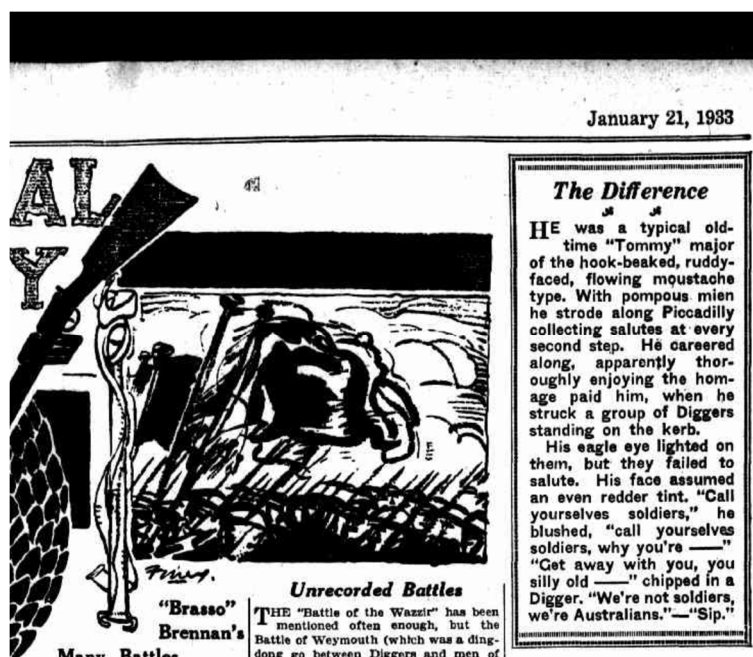 January 21, 1933
AL
Y
The Difference
HE was a typical old-
time "Tommy" major
of the hook-beaked, ruddy-
faced, flowing moustache
type. With pompous mien
he strode along Piccadilly
collecting salutes at every
second step. He careered
along, apparently thor-
oughly enjoying the hom-
age paid him, when he
struck a group of Diggers
standing on the kerb.
His eagle eye lighted on
them, but they failed to
salute. His face assumed
an even redder tint. "Call
yourselves soldiers," he
blushed, "call yourselves
soldiers, why you're ——"
"Get away with you, you
silly old ——" chipped in a
Digger. "We're not soldiers,
we're Australians."—"Sip."
"Brasso"
Brennan's
Many Battles
Unrecorded Battles
THE "Battle of the Wazzir" has been
mentioned often enough, but the
Battle of Weymouth (which was a ding-
dong go between Diggers and men of